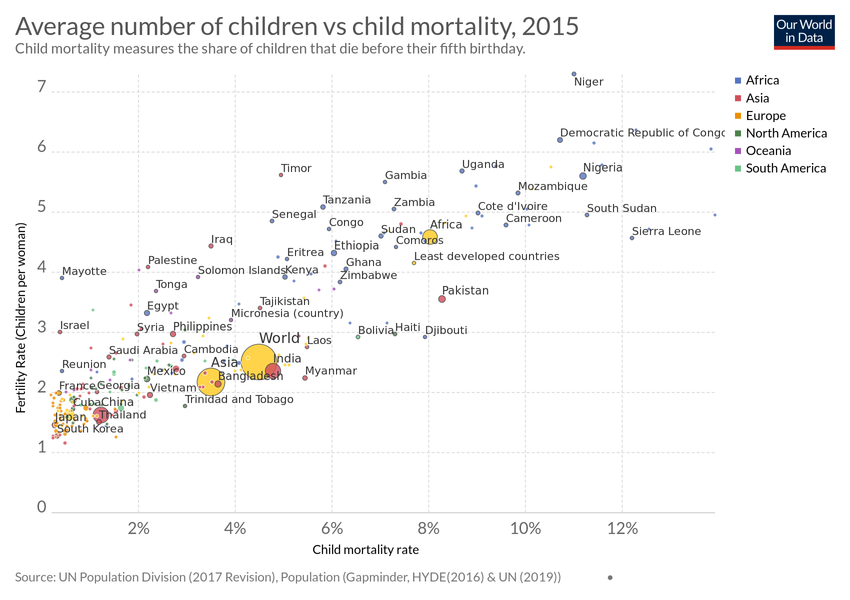 Average number of children vs child mortality, 2015
Child mortality measures the share of children that die before their fifth birthday.
Our World
in Data
Africa
Asia
Europe
North America
Oceania
South America
Fertility Rate (Children per woman)
7
6
5
4
3
2
1
0
Niger
Democratic Republic of Congo
Timor
Gambia
Uganda
Nigeria
Mozambique
Tanzania
Zambia
Cote d'Ivoire
South Sudan
Senegal
Congo
Sudan
Africa
Cameroon
Sierra Leone
Iraq
Eritrea
Ethiopia
Comoros
Least developed countries
Mayotte
Palestine
Solomon Islands
Kenya
Ghana
Zimbabwe
Tonga
Pakistan
Egypt
Tajikistan
Micronesia (country)
Israel
Syria
Philippines
World
Laos
Bolivia
Haiti
Djibouti
Saudi Arabia
Cambodia
Reunion
Mexico
Asia
India
Bangladesh
Myanmar
France
Georgia
Vietnam
Trinidad and Tobago
Cuba
China
Japan
Thailand
South Korea
2%
4%
6%
8%
10%
12%
Child mortality rate
Source: UN Population Division (2017 Revision), Population (Gapminder, HYDE(2016) & UN (2019))